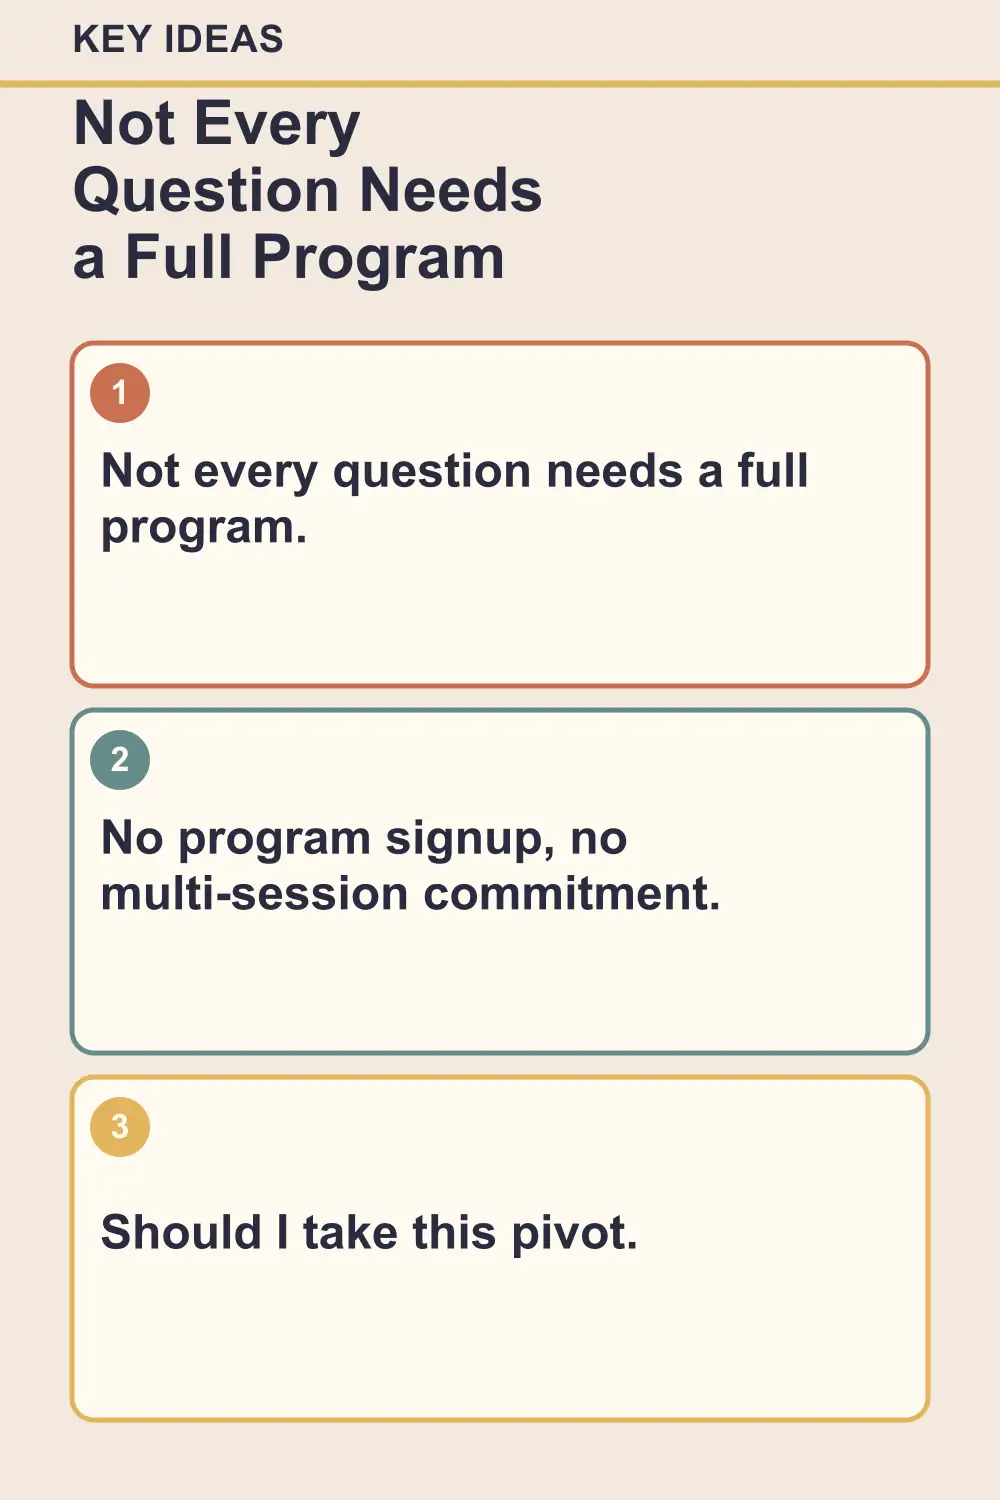 KEY IDEAS
Not Every
Question Needs
a Full Program
1
Not every question needs a full
program.
2
No program signup, no
multi-session commitment.
3
Should I take this pivot.